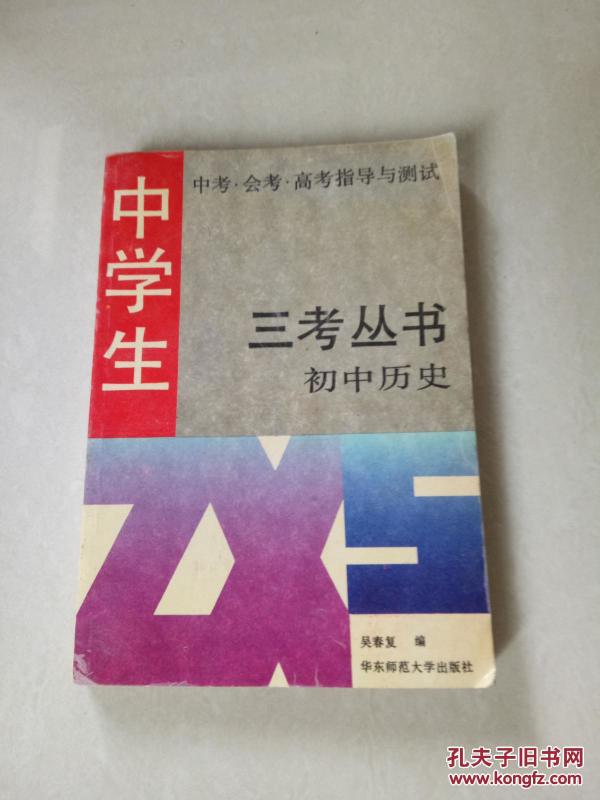 中学生
中考·会考·高考指导与测试
三考丛书
初中历史
ZXS
吴春复 编
华东师范大学出版社
孔夫子旧书网
www.kongfz.com